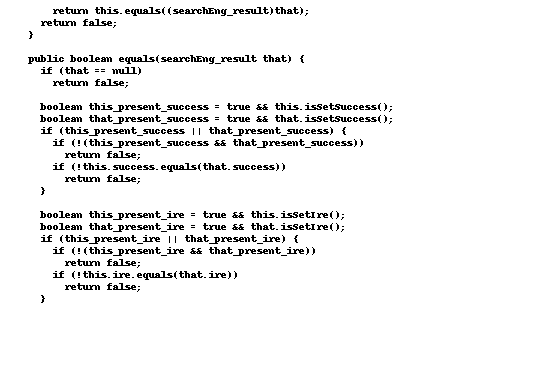 return this.equals((searchEng_result)that);
return false;
}
public boolean equals(searchEng_result that) {
if (that == null)
return false;
boolean this_present_success = true && this.isSetSuccess();
boolean that_present_success = true && that.isSetSuccess();
if (this_present_success || that_present_success) {
if (!(this_present_success && that_present_success))
return false;
if (!this.success.equals(that.success))
return false;
}
boolean this_present_ire = true && this.isSetIre();
boolean that_present_ire = true && that.isSetIre();
if (this_present_ire || that_present_ire) {
if (!(this_present_ire && that_present_ire))
return false;
if (!this.ire.equals(that.ire))
return false;
}